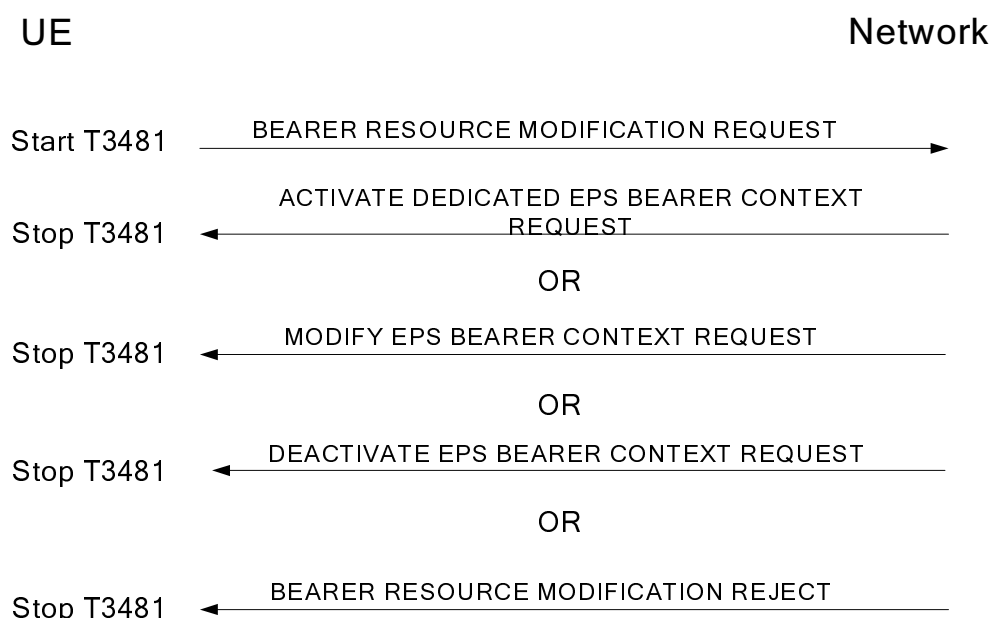 UE Network
Start T3481 BEARER RESOURCE MODIFICATION REQUEST
ACTIVATE DEDICATED EPS BEARER CONTEXT
REQUEST
Stop T3481
OR
MODIFY EPS BEARER CONTEXT REQUEST
Stop T3481
OR
DEACTIVATE EPS BEARER CONTEXT REQUEST
Stop T3481
OR
BEARER RESOURCE MODIFICATION REJECT
Stop T3481